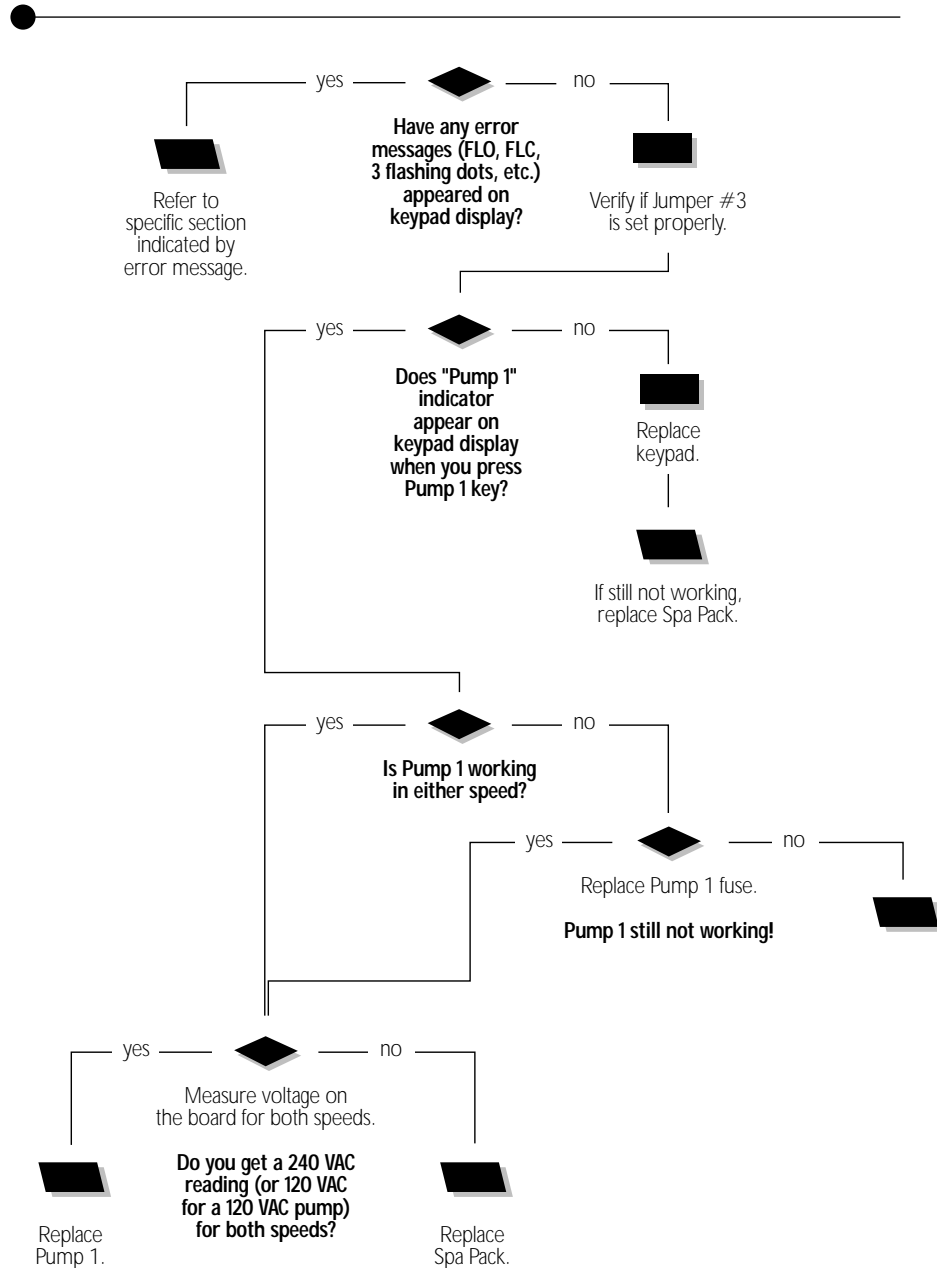 yes
no
Have any error
messages (FLO, FLC,
3 flashing dots, etc.)
appeared on
keypad display?
Refer to
specific section
indicated by
error message.
Verify if Jumper #3
is set properly.
yes
no
Does "Pump 1"
indicator
appear on
keypad display
when you press
Pump 1 key?
Replace
keypad.
If still not working,
replace Spa Pack.
yes
no
Is Pump 1 working
in either speed?
yes
no
Replace Pump 1 fuse.
Pump 1 still not working!
yes
no
Measure voltage on
the board for both speeds.
Do you get a 240 VAC
reading (or 120 VAC
for a 120 VAC pump)
for both speeds?
Replace
Pump 1.
Replace
Spa Pack.